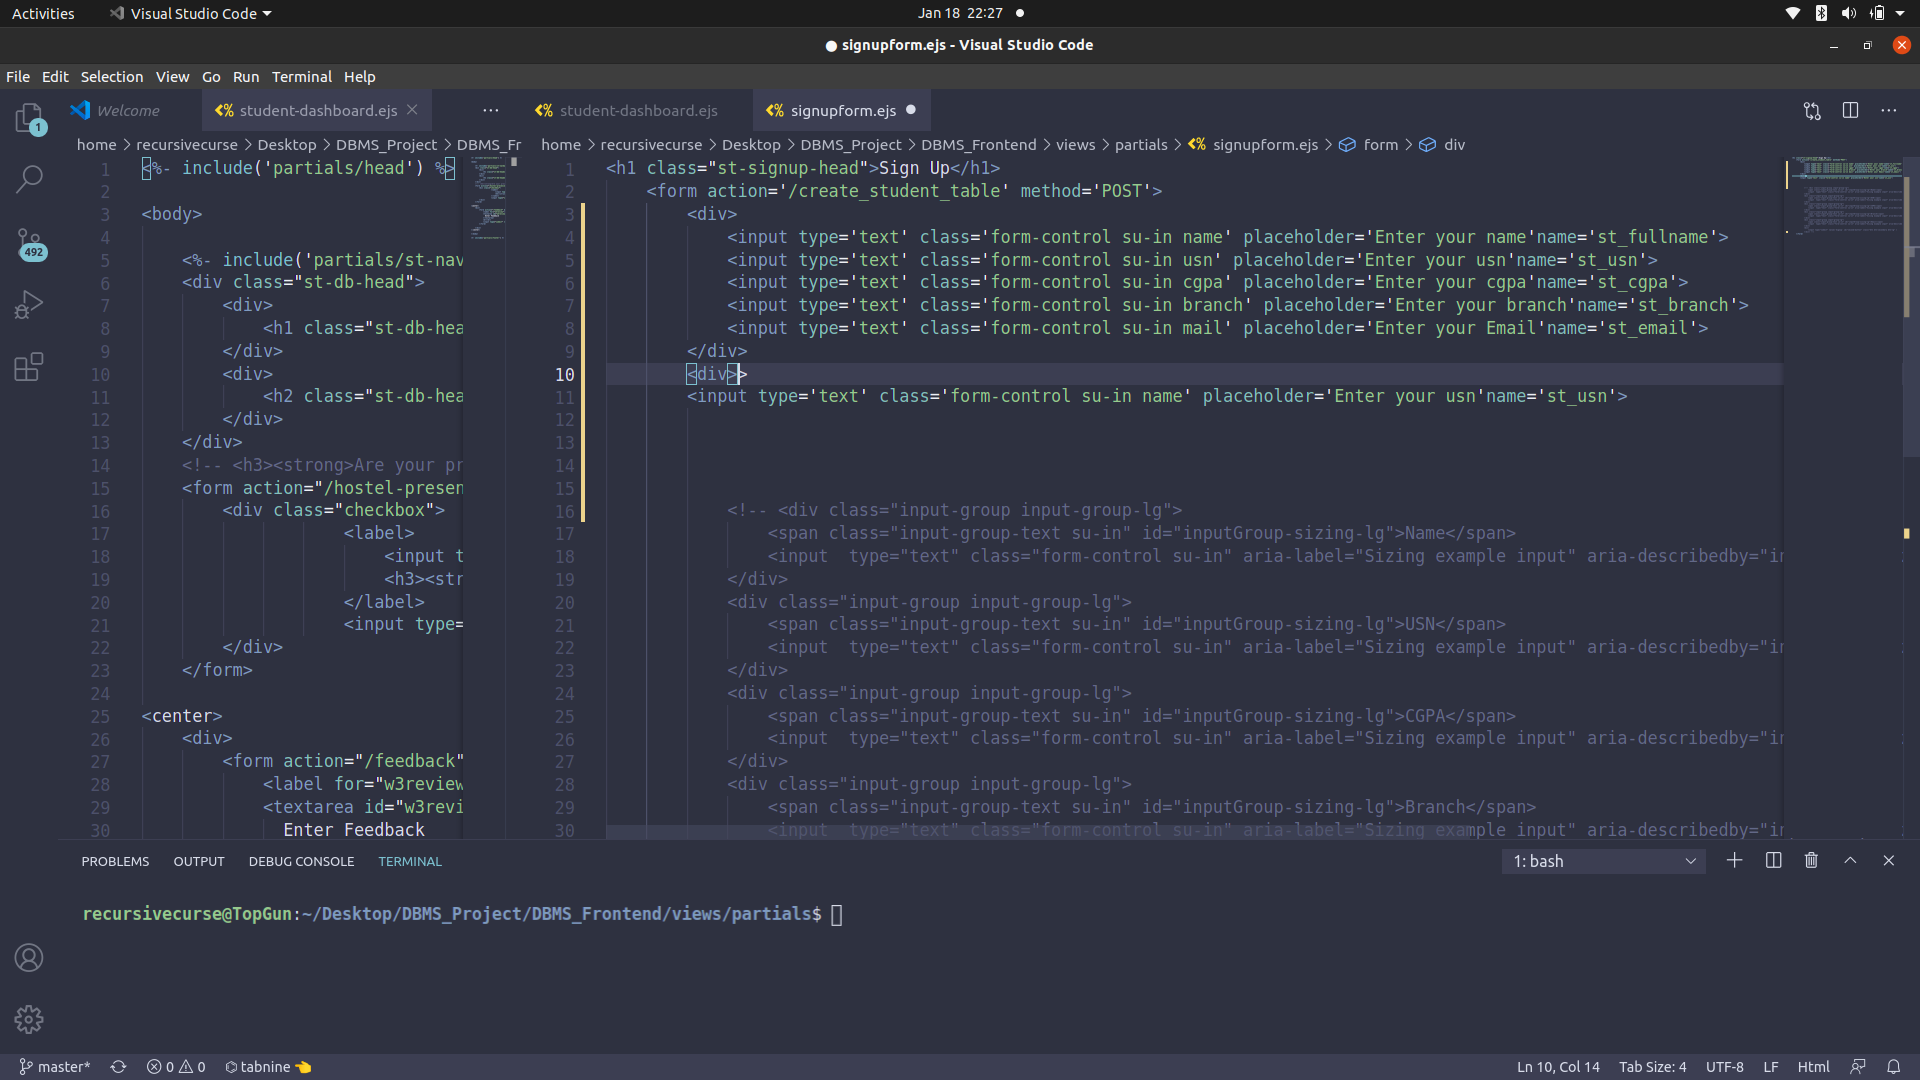 Activities
Visual Studio Code
Jan 18 22:27
signupform.ejs - Visual Studio Code
File Edit Selection View Go Run Terminal Help
Welcome
student-dashboard.ejs
student-dashboard.ejs
signupform.ejs
home > recursivecurse > Desktop > DBMS_Project > DBMS_Fr
1 <%- include('partials/head') %>
2
3 <body>
4
5 <%- include('partials/st-nav
6 <div class="st-db-head">
7 <div>
8 <h1 class="st-db-hea
9 </div>
10 <div>
11 <h2 class="st-db-hea
12 </div>
13 </div>
14 <!-- <h3><strong>Are your pr
15 <form action="/hostel-presen
16 <div class="checkbox">
17 <label>
18 <input t
19 <h3><str
20 </label>
21 <input type=
22 </div>
23 </form>
24
25 <center>
26 <div>
27 <form action="/feedback"
28 <label for="w3review
29 <textarea id="w3revi
30 Enter Feedback
home > recursivecurse > Desktop > DBMS_Project > DBMS_Frontend > views > partials > signupform.ejs > form > div
1 <h1 class="st-signup-head">Sign Up</h1>
2 <form action='/create_student_table' method='POST'>
3 <div>
4 <input type='text' class='form-control su-in name' placeholder='Enter your name'name='st_fullname'>
5 <input type='text' class='form-control su-in usn' placeholder='Enter your usn'name='st_usn'>
6 <input type='text' class='form-control su-in cgpa' placeholder='Enter your cgpa'name='st_cgpa'>
7 <input type='text' class='form-control su-in branch' placeholder='Enter your branch'name='st_branch'>
8 <input type='text' class='form-control su-in mail' placeholder='Enter your Email'name='st_email'>
9 </div>
10 <div>>
11 <input type='text' class='form-control su-in name' placeholder='Enter your usn'name='st_usn'>
12
13
14
15
16 <!-- <div class="input-group input-group-lg">
17 <span class="input-group-text su-in" id="inputGroup-sizing-lg">Name</span>
18 <input  type="text" class="form-control su-in" aria-label="Sizing example input" aria-describedby="in
19 </div>
20 <div class="input-group input-group-lg">
21 <span class="input-group-text su-in" id="inputGroup-sizing-lg">USN</span>
22 <input  type="text" class="form-control su-in" aria-label="Sizing example input" aria-describedby="in
23 </div>
24 <div class="input-group input-group-lg">
25 <span class="input-group-text su-in" id="inputGroup-sizing-lg">CGPA</span>
26 <input  type="text" class="form-control su-in" aria-label="Sizing example input" aria-describedby="in
27 </div>
28 <div class="input-group input-group-lg">
29 <span class="input-group-text su-in" id="inputGroup-sizing-lg">Branch</span>
30 <input  type="text" class="form-control su-in" aria-label="Sizing example input" aria-describedby="in
1
492
PROBLEMS OUTPUT DEBUG CONSOLE TERMINAL
1: bash
recursivecurse@TopGun:~/Desktop/DBMS_Project/DBMS_Frontend/views/partials$
master* 0 0 tabnine
Ln 10, Col 14 Tab Size: 4 UTF-8 LF Html